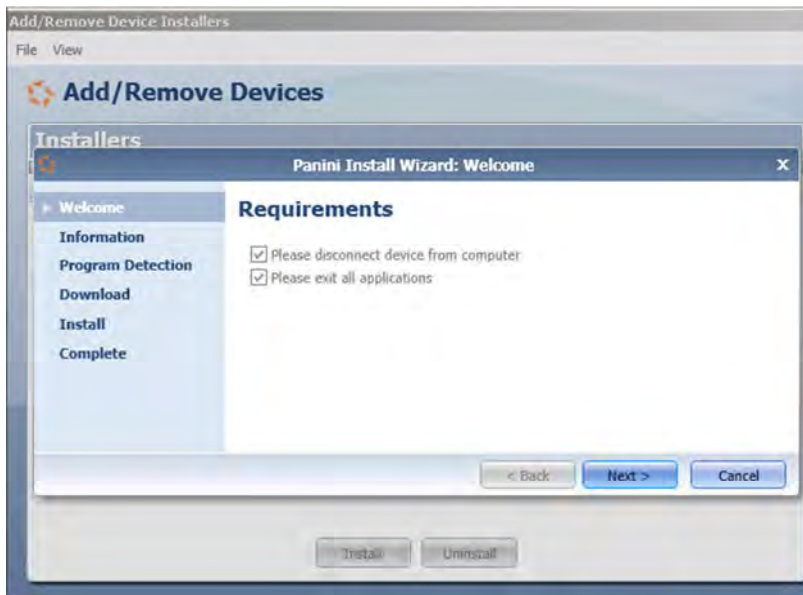 Add/Remove Device Installers
File View
Add/Remove Devices
Installers
Panini Install Wizard: Welcome x
Welcome
Information
Program Detection
Download
Install
Complete
Requirements
Please disconnect device from computer
Please exit all applications
< Back Next > Cancel
Install Uninstall